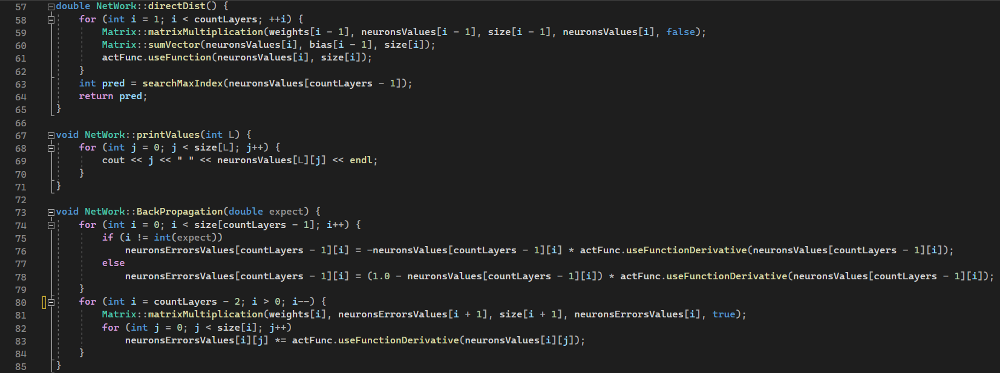 57 double NetWork::directDist() {
58 for (int i = 1; i < countLayers; ++i) {
59 Matrix::matrixMultiplication(weights[i - 1], neuronsValues[i - 1], size[i - 1], neuronsValues[i], false);
60 Matrix::sumVector(neuronsValues[i], bias[i - 1], size[i]);
61 actFunc.useFunction(neuronsValues[i], size[i]);
62 }
63 int pred = searchMaxIndex(neuronsValues[countLayers - 1]);
64 return pred;
65 }
66
67 void NetWork::printValues(int L) {
68 for (int j = 0; j < size[L]; j++) {
69 cout << j << " " << neuronsValues[L][j] << endl;
70 }
71 }
72
73 void NetWork::BackPropagation(double expect) {
74 for (int i = 0; i < size[countLayers - 1]; i++) {
75 if (i != int(expect))
76 neuronsErrorsValues[countLayers - 1][i] = -neuronsValues[countLayers - 1][i] * actFunc.useFunctionDerivative(neuronsValues[countLayers - 1][i]);
77 else
78 neuronsErrorsValues[countLayers - 1][i] = (1.0 - neuronsValues[countLayers - 1][i]) * actFunc.useFunctionDerivative(neuronsValues[countLayers - 1][i]);
79 }
80 for (int i = countLayers - 2; i > 0; i--) {
81 Matrix::matrixMultiplication(weights[i], neuronsErrorsValues[i + 1], size[i + 1], neuronsErrorsValues[i], true);
82 for (int j = 0; j < size[i]; j++)
83 neuronsErrorsValues[i][j] *= actFunc.useFunctionDerivative(neuronsValues[i][j]);
84 }
85 }